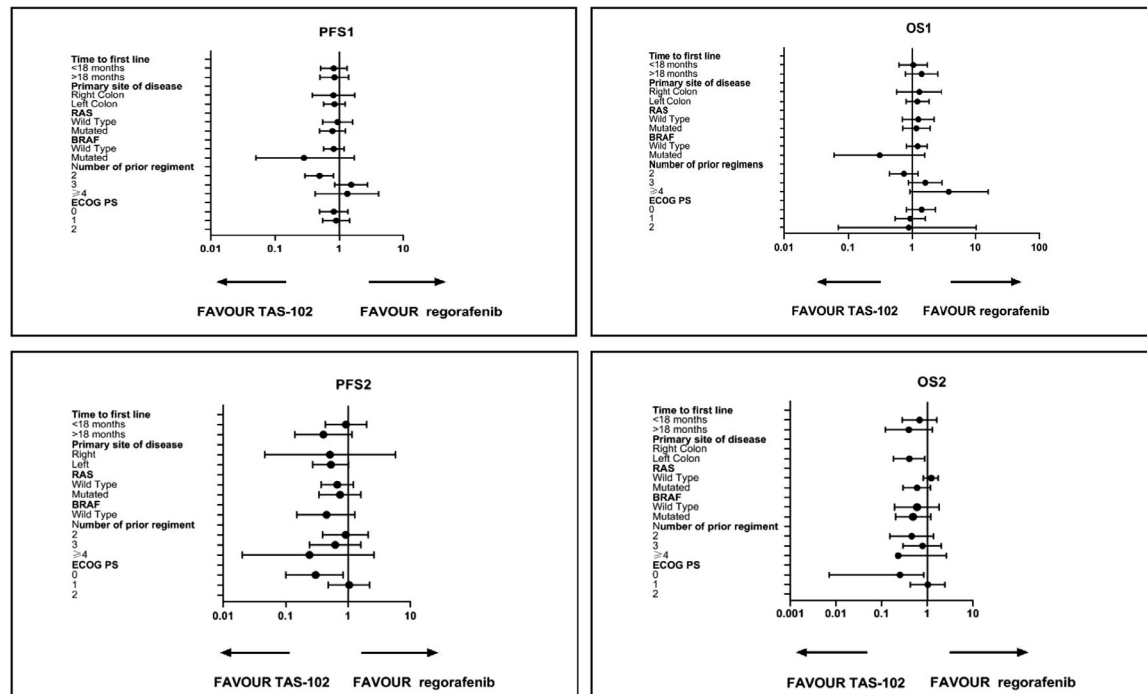 PFS1
Time to first line
<18 months
>18 months
Primary site of disease
Right Colon
Left Colon
RAS
Wild Type
Mutated
BRAF
Wild Type
Mutated
Number of prior regiment
2
3
⩾4
ECOG PS
0
1
2
0.01 0.1 1 10
FAVOUR TAS-102 FAVOUR regorafenib
OS1
Time to first line
<18 months
>18 months
Primary site of disease
Right Colon
Left Colon
RAS
Wild Type
Mutated
BRAF
Wild Type
Mutated
Number of prior regimens
2
3
⩾4
ECOG PS
0
1
2
0.01 0.1 1 10 100
FAVOUR TAS-102 FAVOUR regorafenib
PFS2
Time to first line
<18 months
>18 months
Primary site of disease
Right
Left
RAS
Wild Type
Mutated
BRAF
Wild Type
Number of prior regiment
2
3
⩾4
ECOG PS
0
1
2
0.01 0.1 1 10
FAVOUR TAS-102 FAVOUR regorafenib
OS2
Time to first line
<18 months
>18 months
Primary site of disease
Right Colon
Left Colon
RAS
Wild Type
Mutated
BRAF
Wild Type
Mutated
Number of prior regiment
2
3
⩾4
ECOG PS
0
1
2
0.001 0.01 0.1 1 10
FAVOUR TAS-102 FAVOUR regorafenib